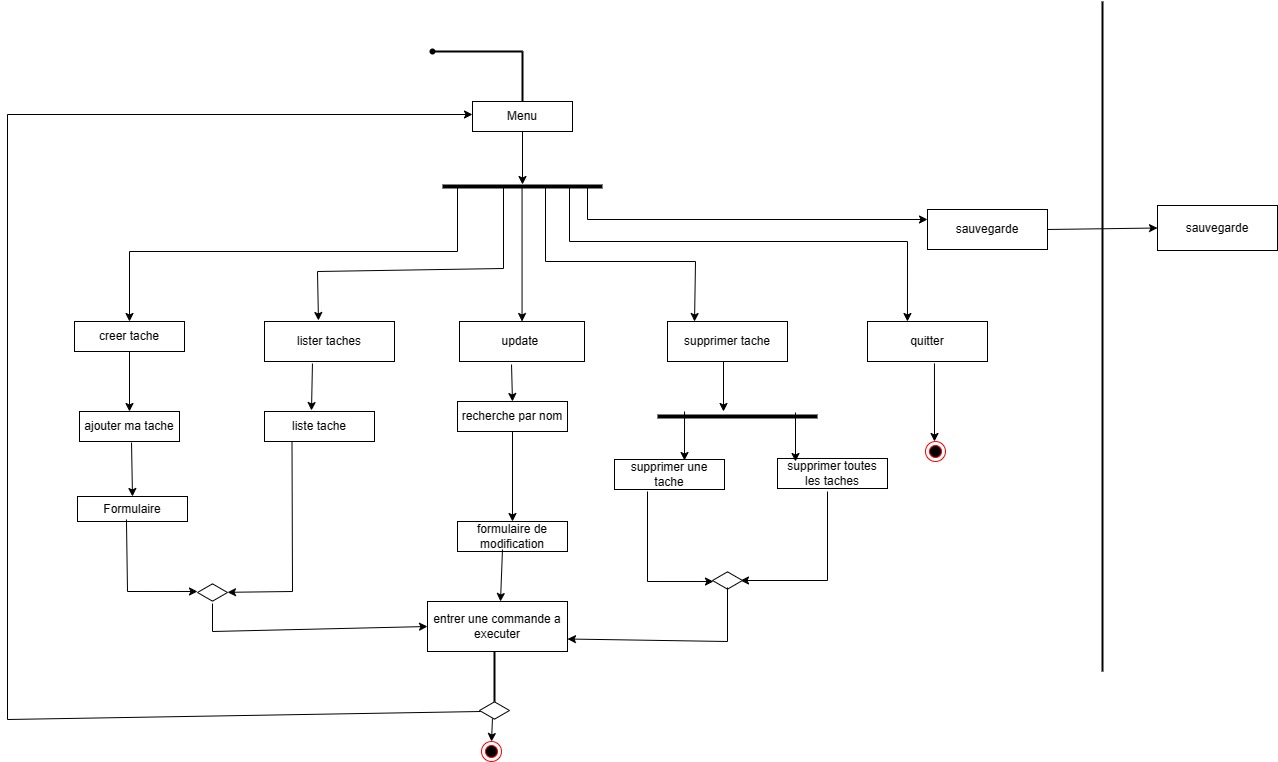 Menu
sauvegarde
sauvegarde
creer tache
lister taches
update
supprimer tache
quitter
ajouter ma tache
liste tache
recherche par nom
supprimer une
tache
supprimer toutes
les taches
Formulaire
formulaire de
modification
entrer une commande a
executer